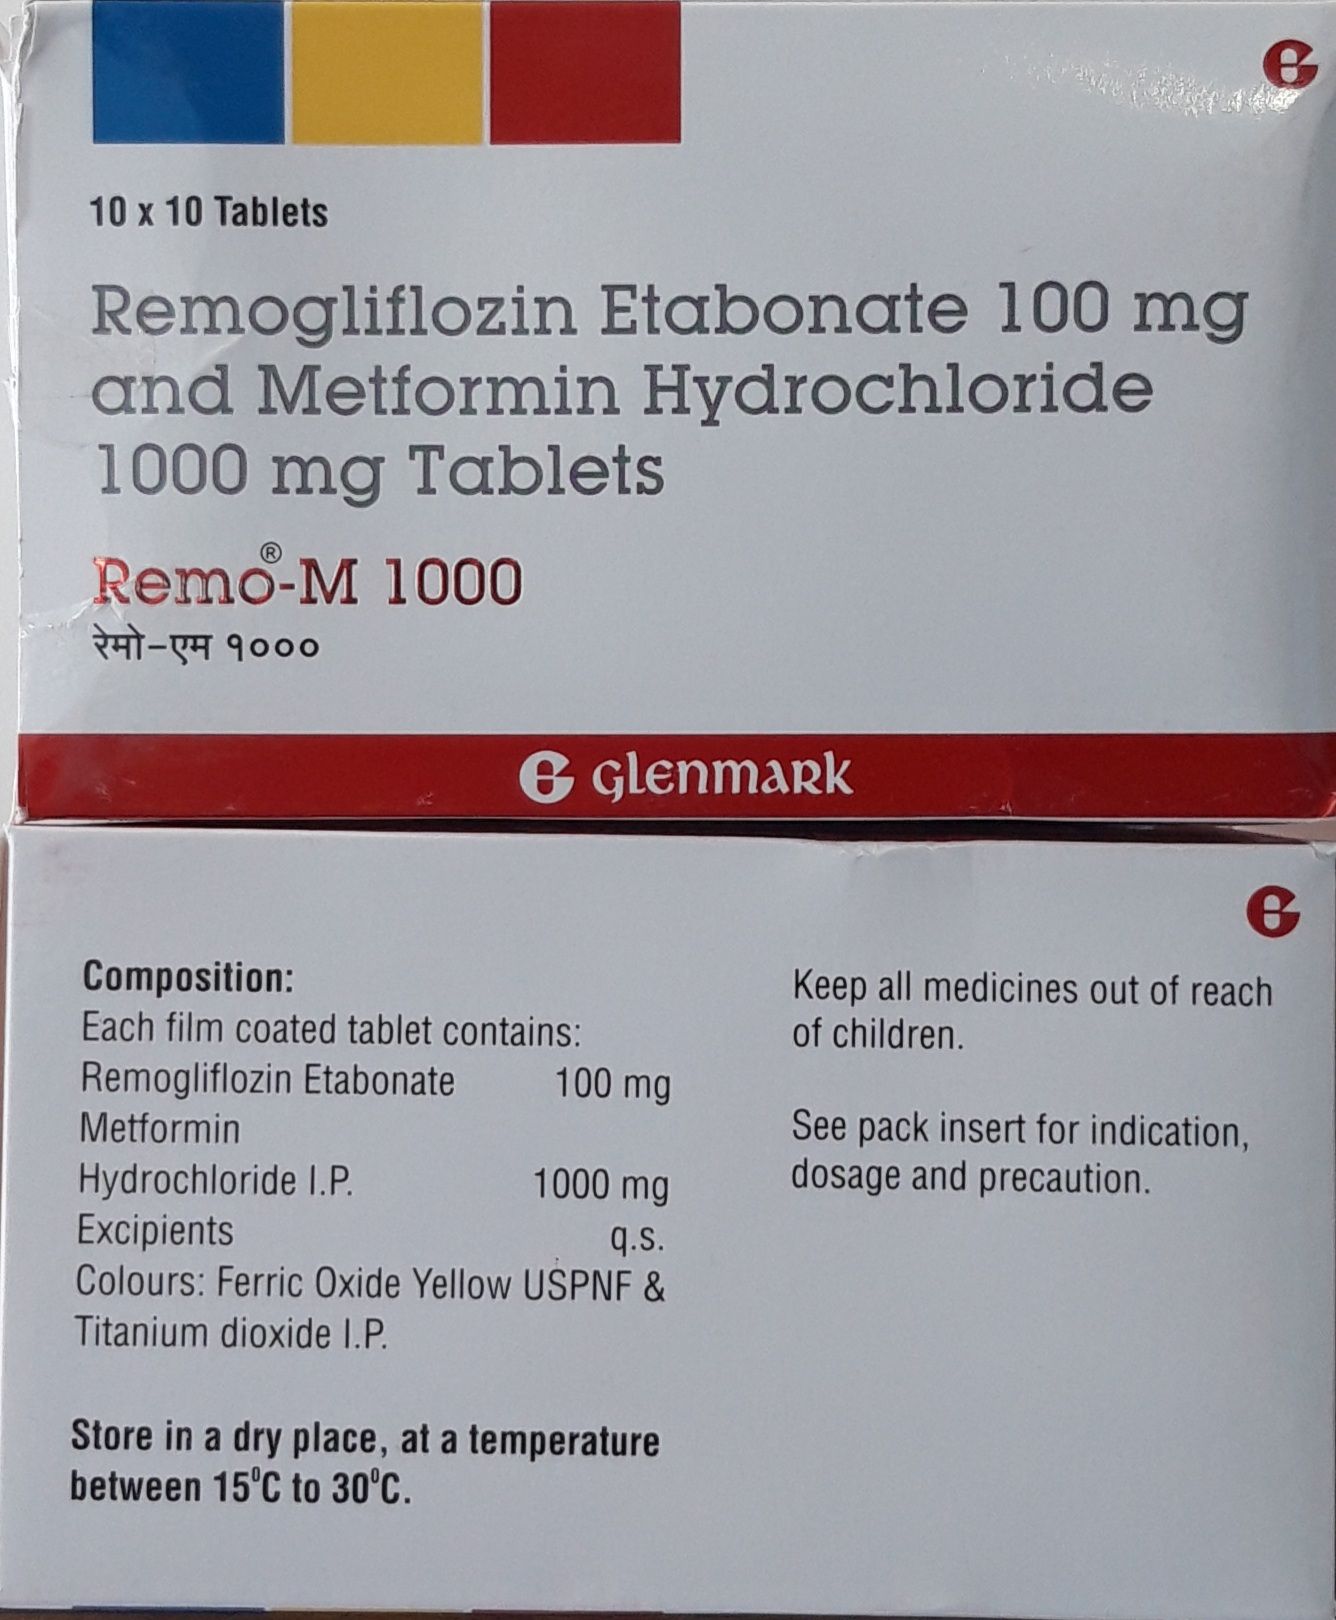 10 x 10 Tablets
Remogliflozin Etabonate 100 mg
and Metformin Hydrochloride
1000 mg Tablets
Remo®-M 1000
रेमो-एम १०००
Glenmark
Composition:
Each film coated tablet contains:
Remogliflozin Etabonate 100 mg
Metformin
Hydrochloride I.P. 1000 mg
Excipients q.s.
Colours: Ferric Oxide Yellow USPNF &
Titanium dioxide I.P.
Store in a dry place, at a temperature
between 15⁰C to 30⁰C.
Keep all medicines out of reach
of children.
See pack insert for indication,
dosage and precaution.